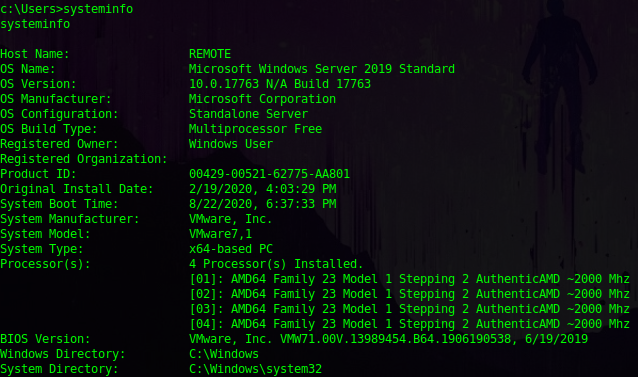 c:\Users>systeminfo
systeminfo
Host Name: REMOTE
OS Name: Microsoft Windows Server 2019 Standard
OS Version: 10.0.17763 N/A Build 17763
OS Manufacturer: Microsoft Corporation
OS Configuration: Standalone Server
OS Build Type: Multiprocessor Free
Registered Owner: Windows User
Registered Organization:
Product ID: 00429-00521-62775-AA801
Original Install Date: 2/19/2020, 4:03:29 PM
System Boot Time: 8/22/2020, 6:37:33 PM
System Manufacturer: VMware, Inc.
System Model: VMware7,1
System Type: x64-based PC
Processor(s): 4 Processor(s) Installed.
[01]: AMD64 Family 23 Model 1 Stepping 2 AuthenticAMD ~2000 Mhz
[02]: AMD64 Family 23 Model 1 Stepping 2 AuthenticAMD ~2000 Mhz
[03]: AMD64 Family 23 Model 1 Stepping 2 AuthenticAMD ~2000 Mhz
[04]: AMD64 Family 23 Model 1 Stepping 2 AuthenticAMD ~2000 Mhz
BIOS Version: VMware, Inc. VMW71.00V.13989454.B64.1906190538, 6/19/2019
Windows Directory: C:\Windows
System Directory: C:\Windows\system32